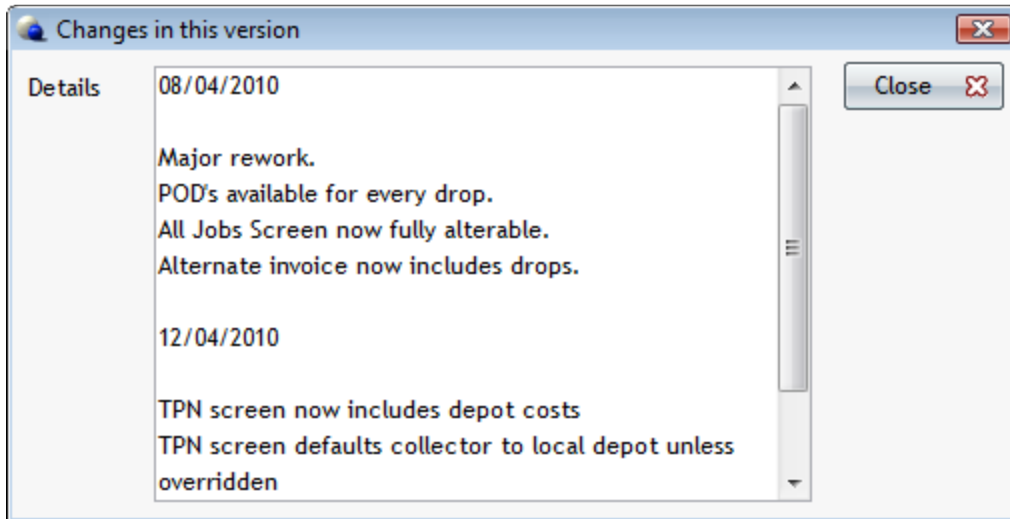 Changes in this version
Details
Close
08/04/2010
Major rework.
POD's available for every drop.
All Jobs Screen now fully alterable.
Alternate invoice now includes drops.
12/04/2010
TPN screen now includes depot costs
TPN screen defaults collector to local depot unless
overridden